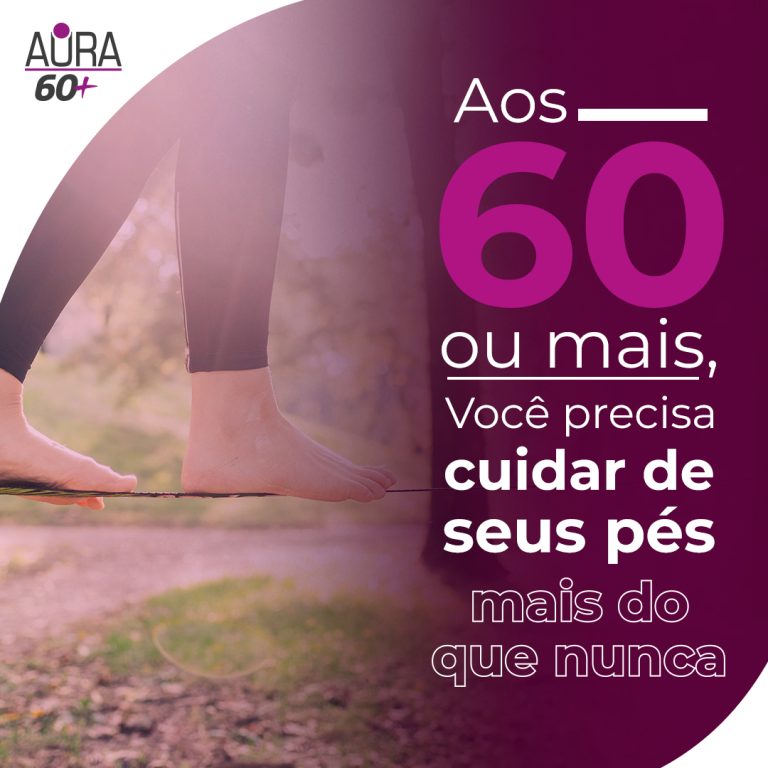 AURA
60+
Aos
60
ou mais,
Você precisa
cuidar de
seus pés
mais do
que nunca